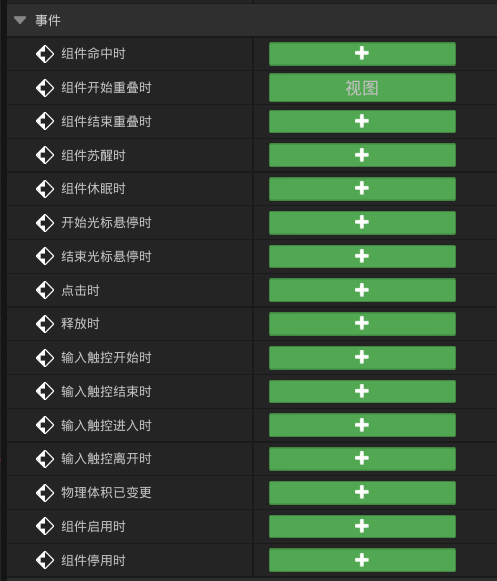 事件
组件命中时
组件开始重叠时 视图
组件结束重叠时
组件苏醒时
组件休眠时
开始光标悬停时
结束光标悬停时
点击时
释放时
输入触控开始时
输入触控结束时
输入触控进入时
输入触控离开时
物理体积已变更
组件启用时
组件停用时